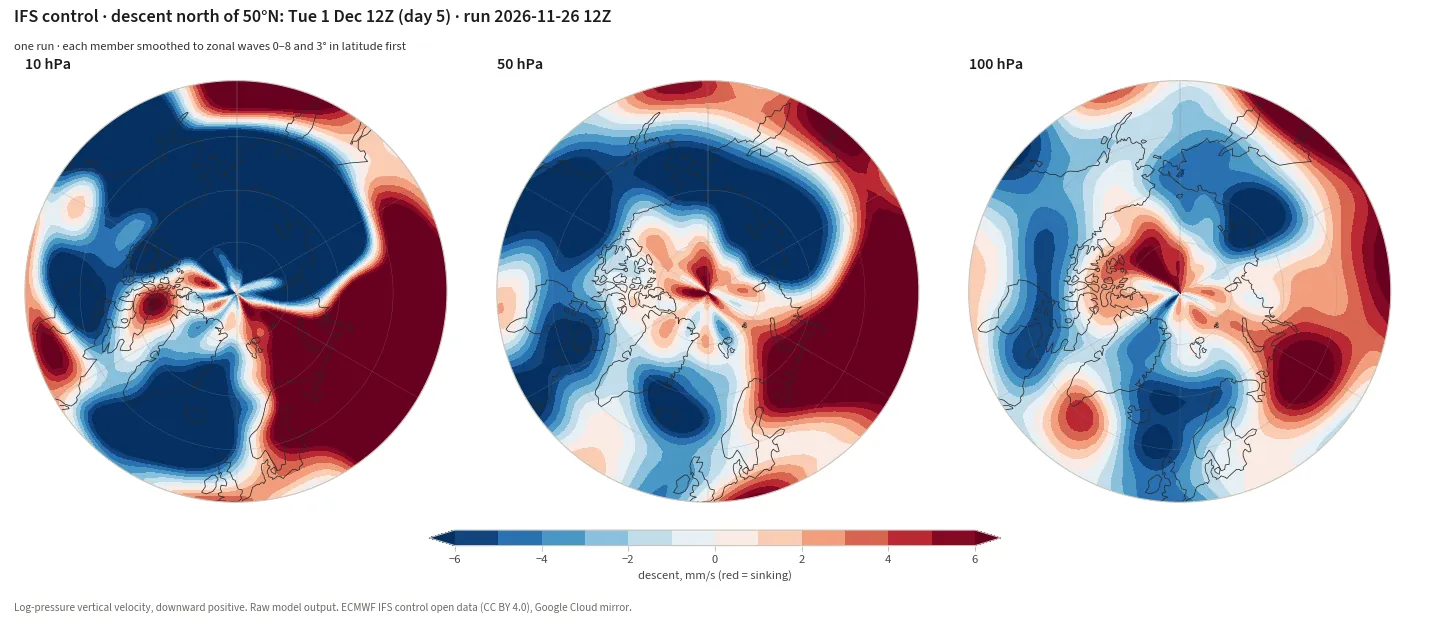 IFS control · descent north of 50°N: Tue 1 Dec 12Z (day 5) · run 2026-11-26 12Z
one run · each member smoothed to zonal waves 0–8 and 3° in latitude first
10 hPa
50 hPa
100 hPa
−6 −4 −2 0 2 4 6
descent, mm/s (red = sinking)
Log-pressure vertical velocity, downward positive. Raw model output. ECMWF IFS control open data (CC BY 4.0), Google Cloud mirror.